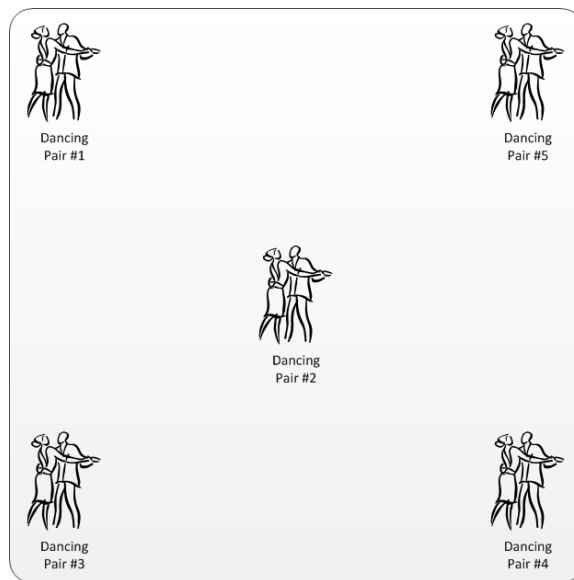 Dancing
Pair #1
Dancing
Pair #5
Dancing
Pair #2
Dancing
Pair #3
Dancing
Pair #4